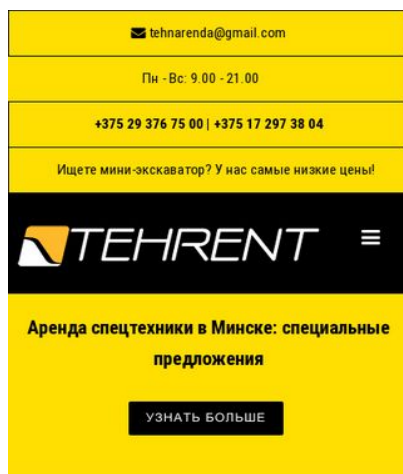 tehnarenda@gmail.com
Пн - Вс: 9.00 - 21.00
+375 29 376 75 00 | +375 17 297 38 04
Ищете мини-экскаватор? У нас самые низкие цены!
TEHRENT
Аренда спецтехники в Минске: специальные
предложения
УЗНАТЬ БОЛЬШЕ